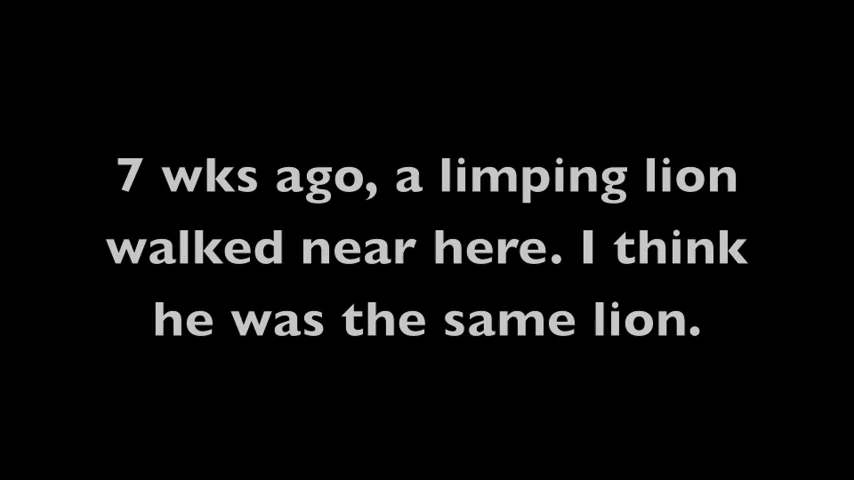 7 wks ago, a limping lion
walked near here. I think
he was the same lion.